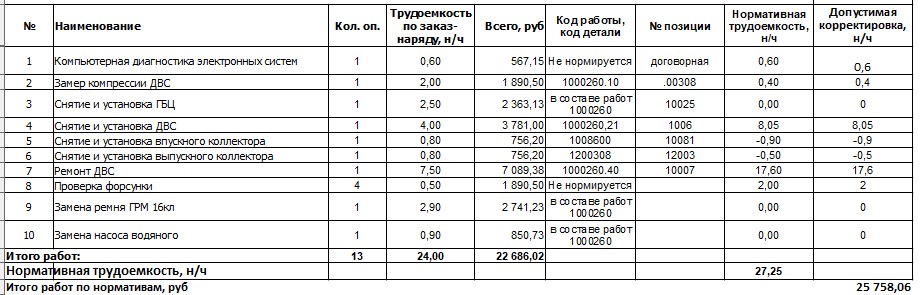 № Наименование Кол. оп. Трудоемкость по заказ-наряду, н/ч Всего, руб Код работы, код детали № позиции Нормативная трудоемкость, н/ч Допустимая корректировка, н/ч
1 Компьютерная диагностика электронных систем 1 0,60 567,15 Не нормируется договорная 0,60 0,6
2 Замер компрессии ДВС 1 2,00 1 890,50 1000260.10 .00308 0,40 0,4
3 Снятие и установка ГБЦ 1 2,50 2 363,13 в составе работ 1000260 10025 0,00 0
4 Снятие и установка ДВС 1 4,00 3 781,00 1000260,21 1006 8,05 8,05
5 Снятие и установка впускного коллектора 1 0,80 756,20 1008600 10081 -0,90 -0,9
6 Снятие и установка выпускного коллектора 1 0,80 756,20 1200308 12003 -0,50 -0,5
7 Ремонт ДВС 1 7,50 7 089,38 1000260.40 10007 17,60 17,6
8 Проверка форсунки 4 0,50 1 890,50 Не нормируется 2,00 2
9 Замена ремня ГРМ 16кл 1 2,90 2 741,23 в составе работ 1000260 0,00 0
10 Замена насоса водяного 1 0,90 850,73 в составе работ 1000260 0,00 0
Итого работ: 13 24,00 22 686,02
Нормативная трудоемкость, н/ч 27,25
Итого работ по нормативам, руб 25 758,06